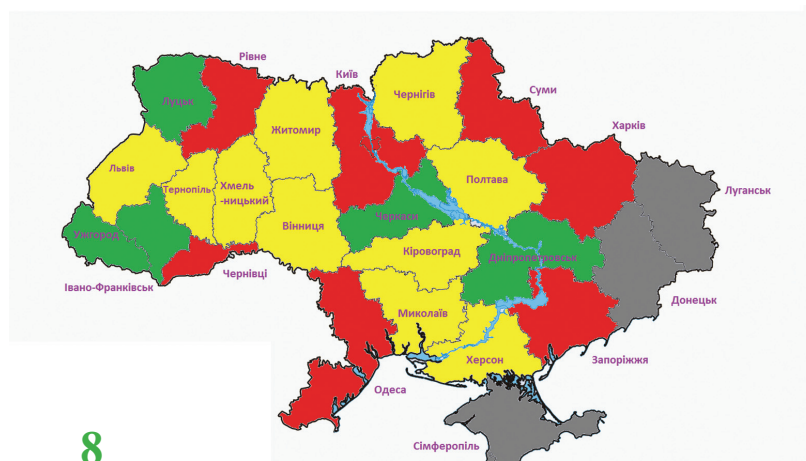 Рівне
Київ
Чернігів
Суми
Луцьк
Житомир
Харків
Львів
Тернопіль
Хмель
-ницький
Полтава
Луганськ
Вінниця
Черкаси
Ужгород
Кіровоград
Дніпропетровськ
Чернівці
Івано-Франківськ
Миколаїв
Донецьк
Херсон
Запоріжжя
Одеса
Сімферопіль
8